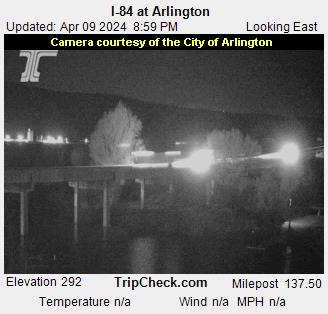 I-84 at Arlington
Updated: Apr 09 2024 8:59 PM Looking East
Camera courtesy of the City of Arlington
Elevation 292 TripCheck.com Milepost 137.50
Temperature n/a Wind n/a MPH n/a